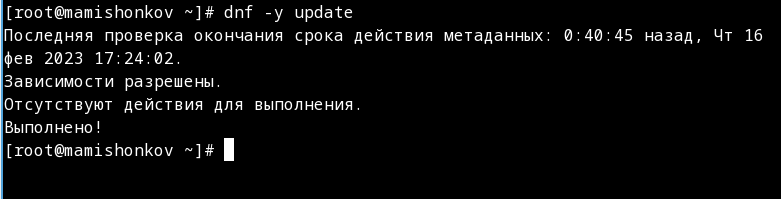 [root@mamishonkov ~]# dnf -y update
Последняя проверка окончания срока действия метаданных: 0:40:45 назад, Чт 16
фев 2023 17:24:02.
Зависимости разрешены.
Отсутствуют действия для выполнения.
Выполнено!
[root@mamishonkov ~]#